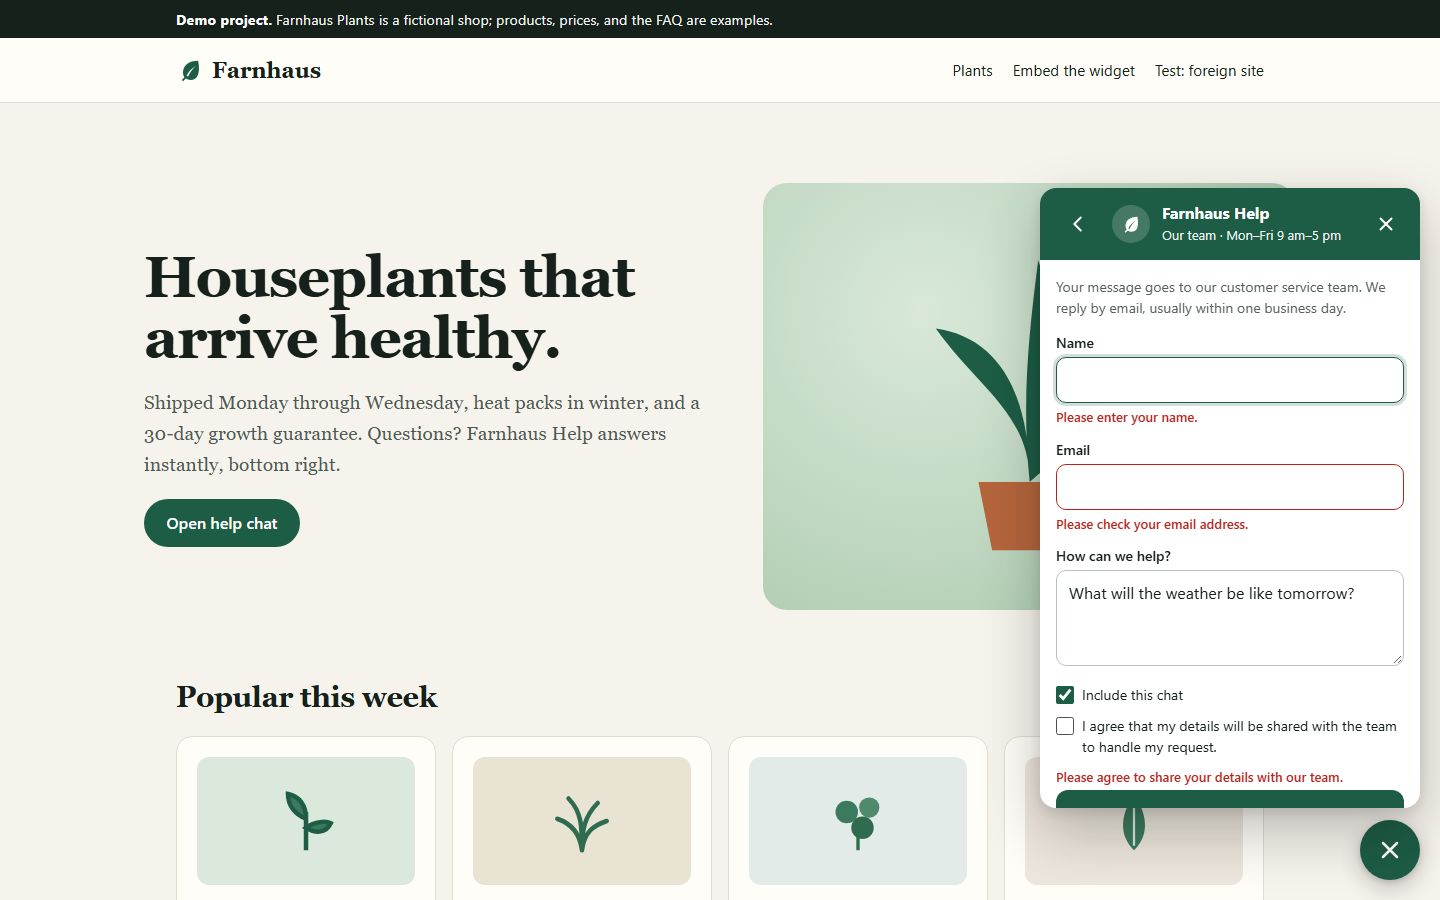 Demo project. Farnhaus Plants is a fictional shop; products, prices, and the FAQ are examples.
Farnhaus
Plants
Embed the widget
Test: foreign site
Houseplants that
arrive healthy.
Shipped Monday through Wednesday, heat packs in winter, and a
30-day growth guarantee. Questions? Farnhaus Help answers
instantly, bottom right.
Open help chat
Popular this week
Farnhaus Help
Our team · Mon–Fri 9 am–5 pm
Your message goes to our customer service team. We
reply by email, usually within one business day.
Name
Please enter your name.
Email
Please check your email address.
How can we help?
What will the weather be like tomorrow?
Include this chat
I agree that my details will be shared with the team
to handle my request.
Please agree to share your details with our team.